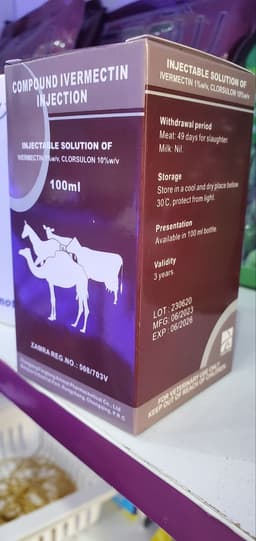 COMPOUND IVERMECTIN
INJECTION
INJECTABLE SOLUTION OF
IVERMECTIN 1%w/v, CLORSULON 10%w/v
100ml
ZAMRA REG.NO.: 568/703V
INJECTABLE SOLUTION OF
IVERMECTIN 1%w/v, CLORSULON 10%w/v
Withdrawal period
Meat: 49 days for slaughter.
Milk: Nil.
Storage
Store in a cool and dry place below
30℃, protect from light.
Presentation
Available in 100 ml bottle.
Validity
3 years.
LOT : 230620
MFG: 06/2023
EXP : 06/2026
FOR VETERINARY USE ONLY
KEEP OUT OF REACH OF CHILDREN.